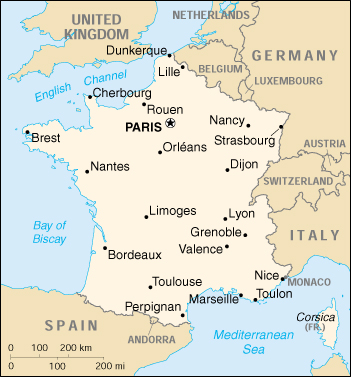 UNITED
KINGDOM
NETHERLANDS
Dunkerque
GERMANY
Lille
BELGIUM
LUXEMBOURG
English Channel
Cherbourg
Rouen
PARIS
Nancy
Strasbourg
Brest
Orléans
AUSTRIA
Nantes
Dijon
SWITZERLAND
Bay of
Biscay
Limoges
Lyon
Grenoble
ITALY
Valence
Bordeaux
Toulouse
Nice
MONACO
Marseille
Toulon
Perpignan
Corsica
(FR.)
SPAIN
ANDORRA
Mediterranean
Sea
0 100 200 km
0 100 200 mi